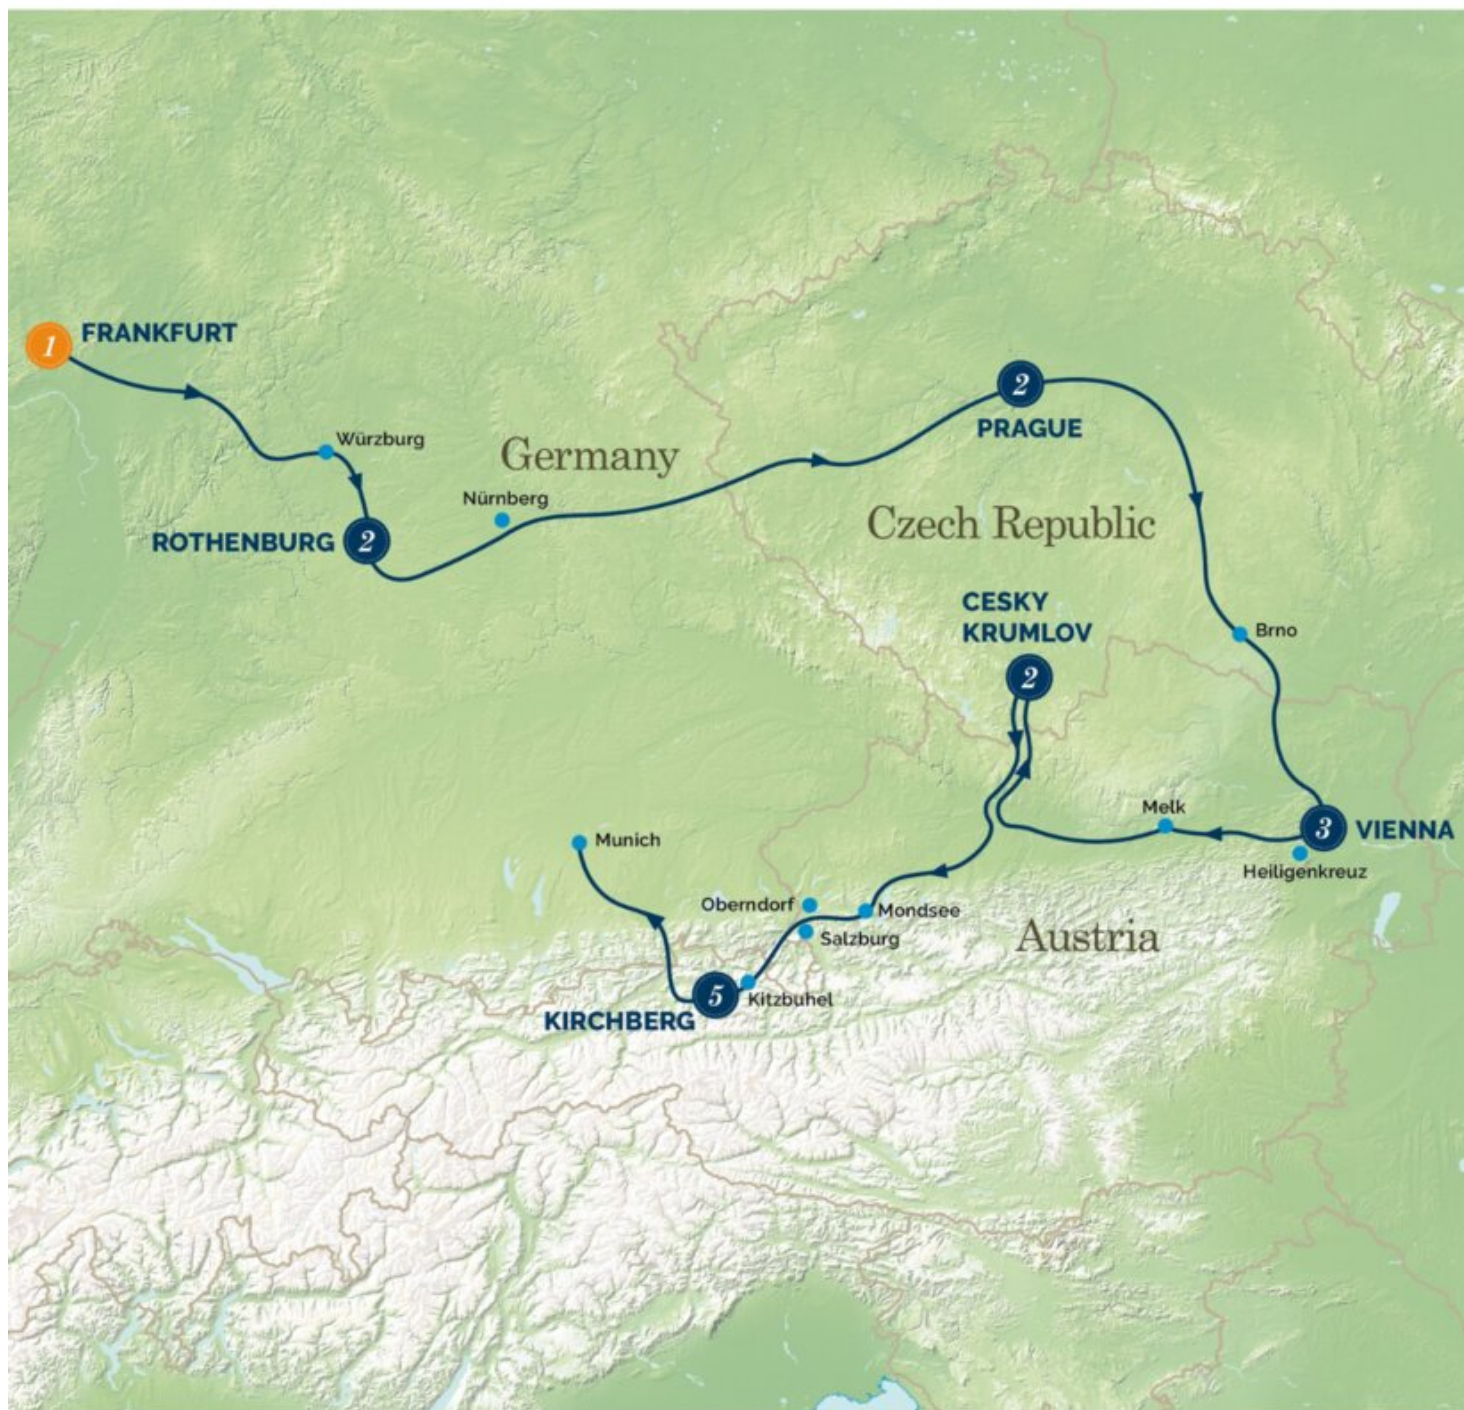 1 FRANKFURT
Würzburg
Germany
Nürnberg
ROTHENBURG 2
2
PRAGUE
Czech Republic
CESKY
KRUMLOV
2
Brno
Melk
3 VIENNA
Heiligenkreuz
Munich
Oberndorf
Mondsee
Salzburg
Austria
5
Kitzbuhel
KIRCHBERG